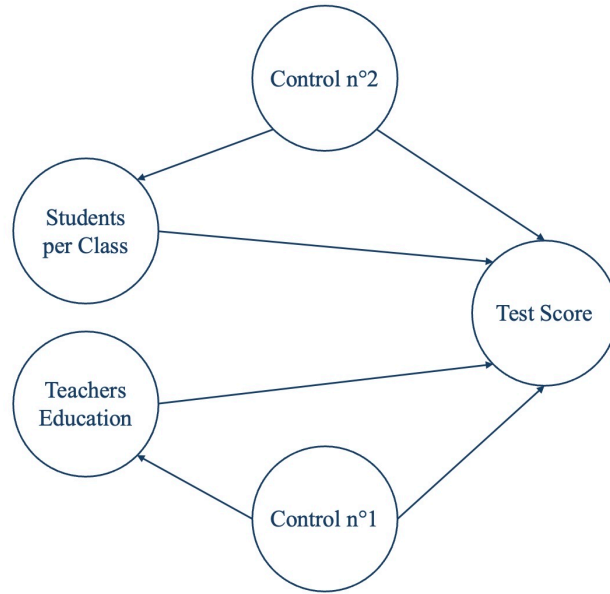 Control n°2
Students
per Class
Test Score
Teachers
Education
Control n°1